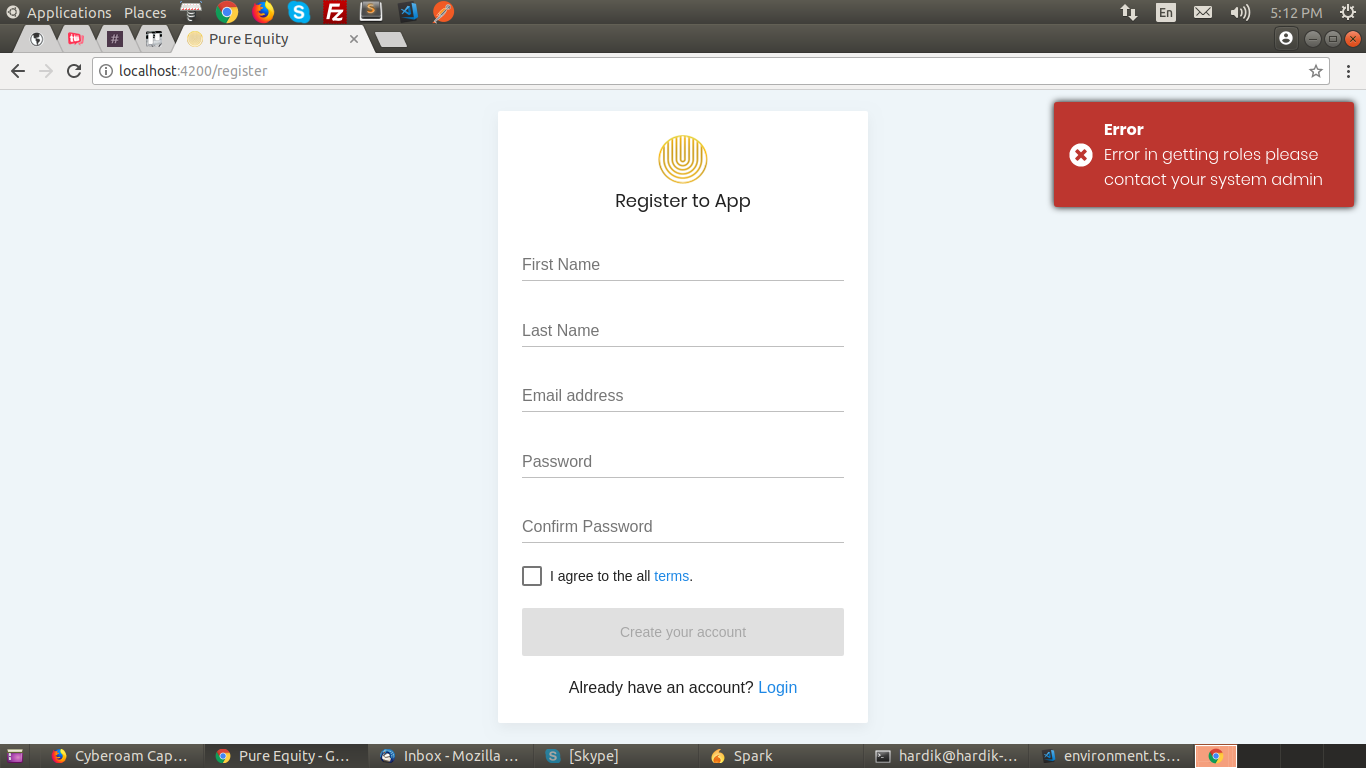 Applications Places En 5:12 PM
Pure Equity
localhost:4200/register
Error
Error in getting roles please
contact your system admin
Register to App
First Name
Last Name
Email address
Password
Confirm Password
I agree to the all terms.
Create your account
Already have an account? Login
Cyberoam Cap… Pure Equity - G… Inbox - Mozilla … [Skype] Spark hardik@hardik-… environment.ts…